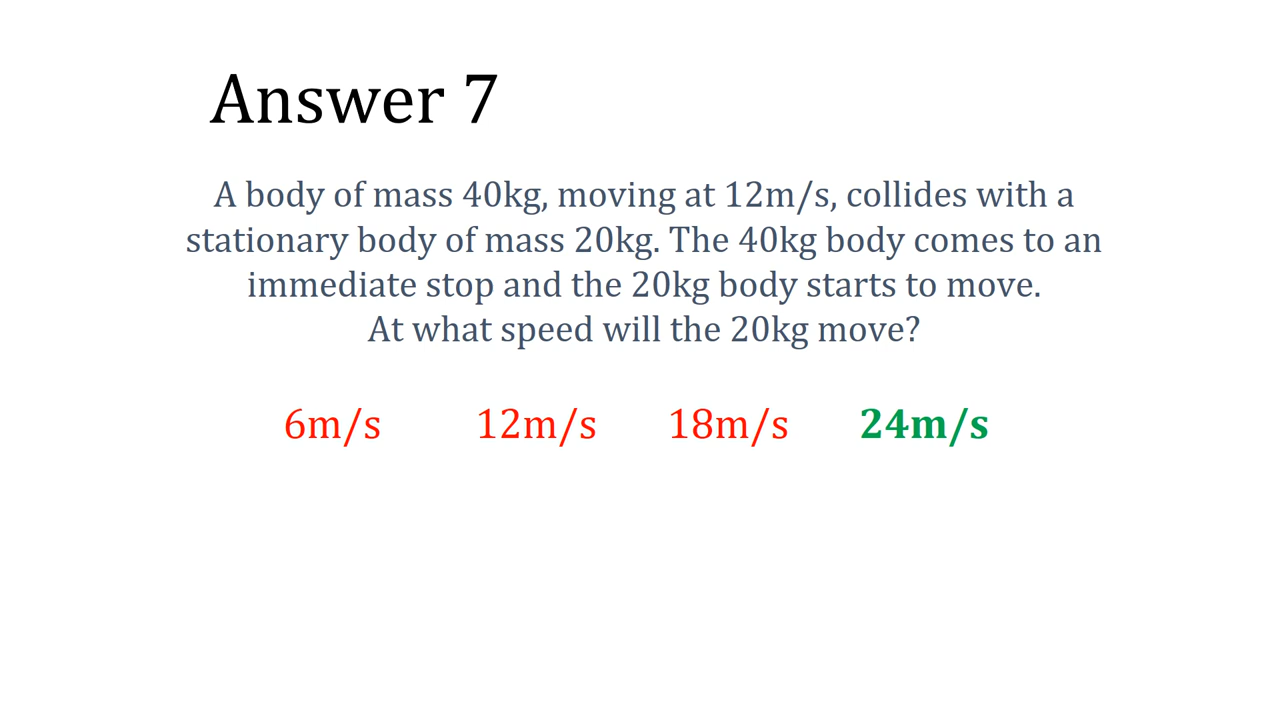 Answer 7
A body of mass 40kg, moving at 12m/s, collides with a
stationary body of mass 20kg. The 40kg body comes to an
immediate stop and the 20kg body starts to move.
At what speed will the 20kg move?
6m/s 12m/s 18m/s 24m/s